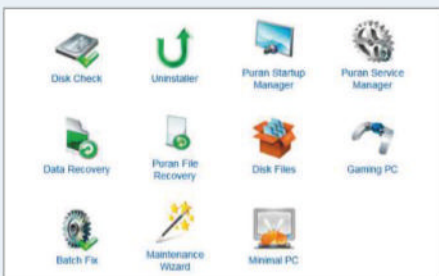 Disk Check
Uninstaller
Puran Startup
Manager
Puran Service
Manager
Data Recovery
Puran File
Recovery
Disk Files
Gaming PC
Batch Fix
Maintenance
Wizard
Minimal PC